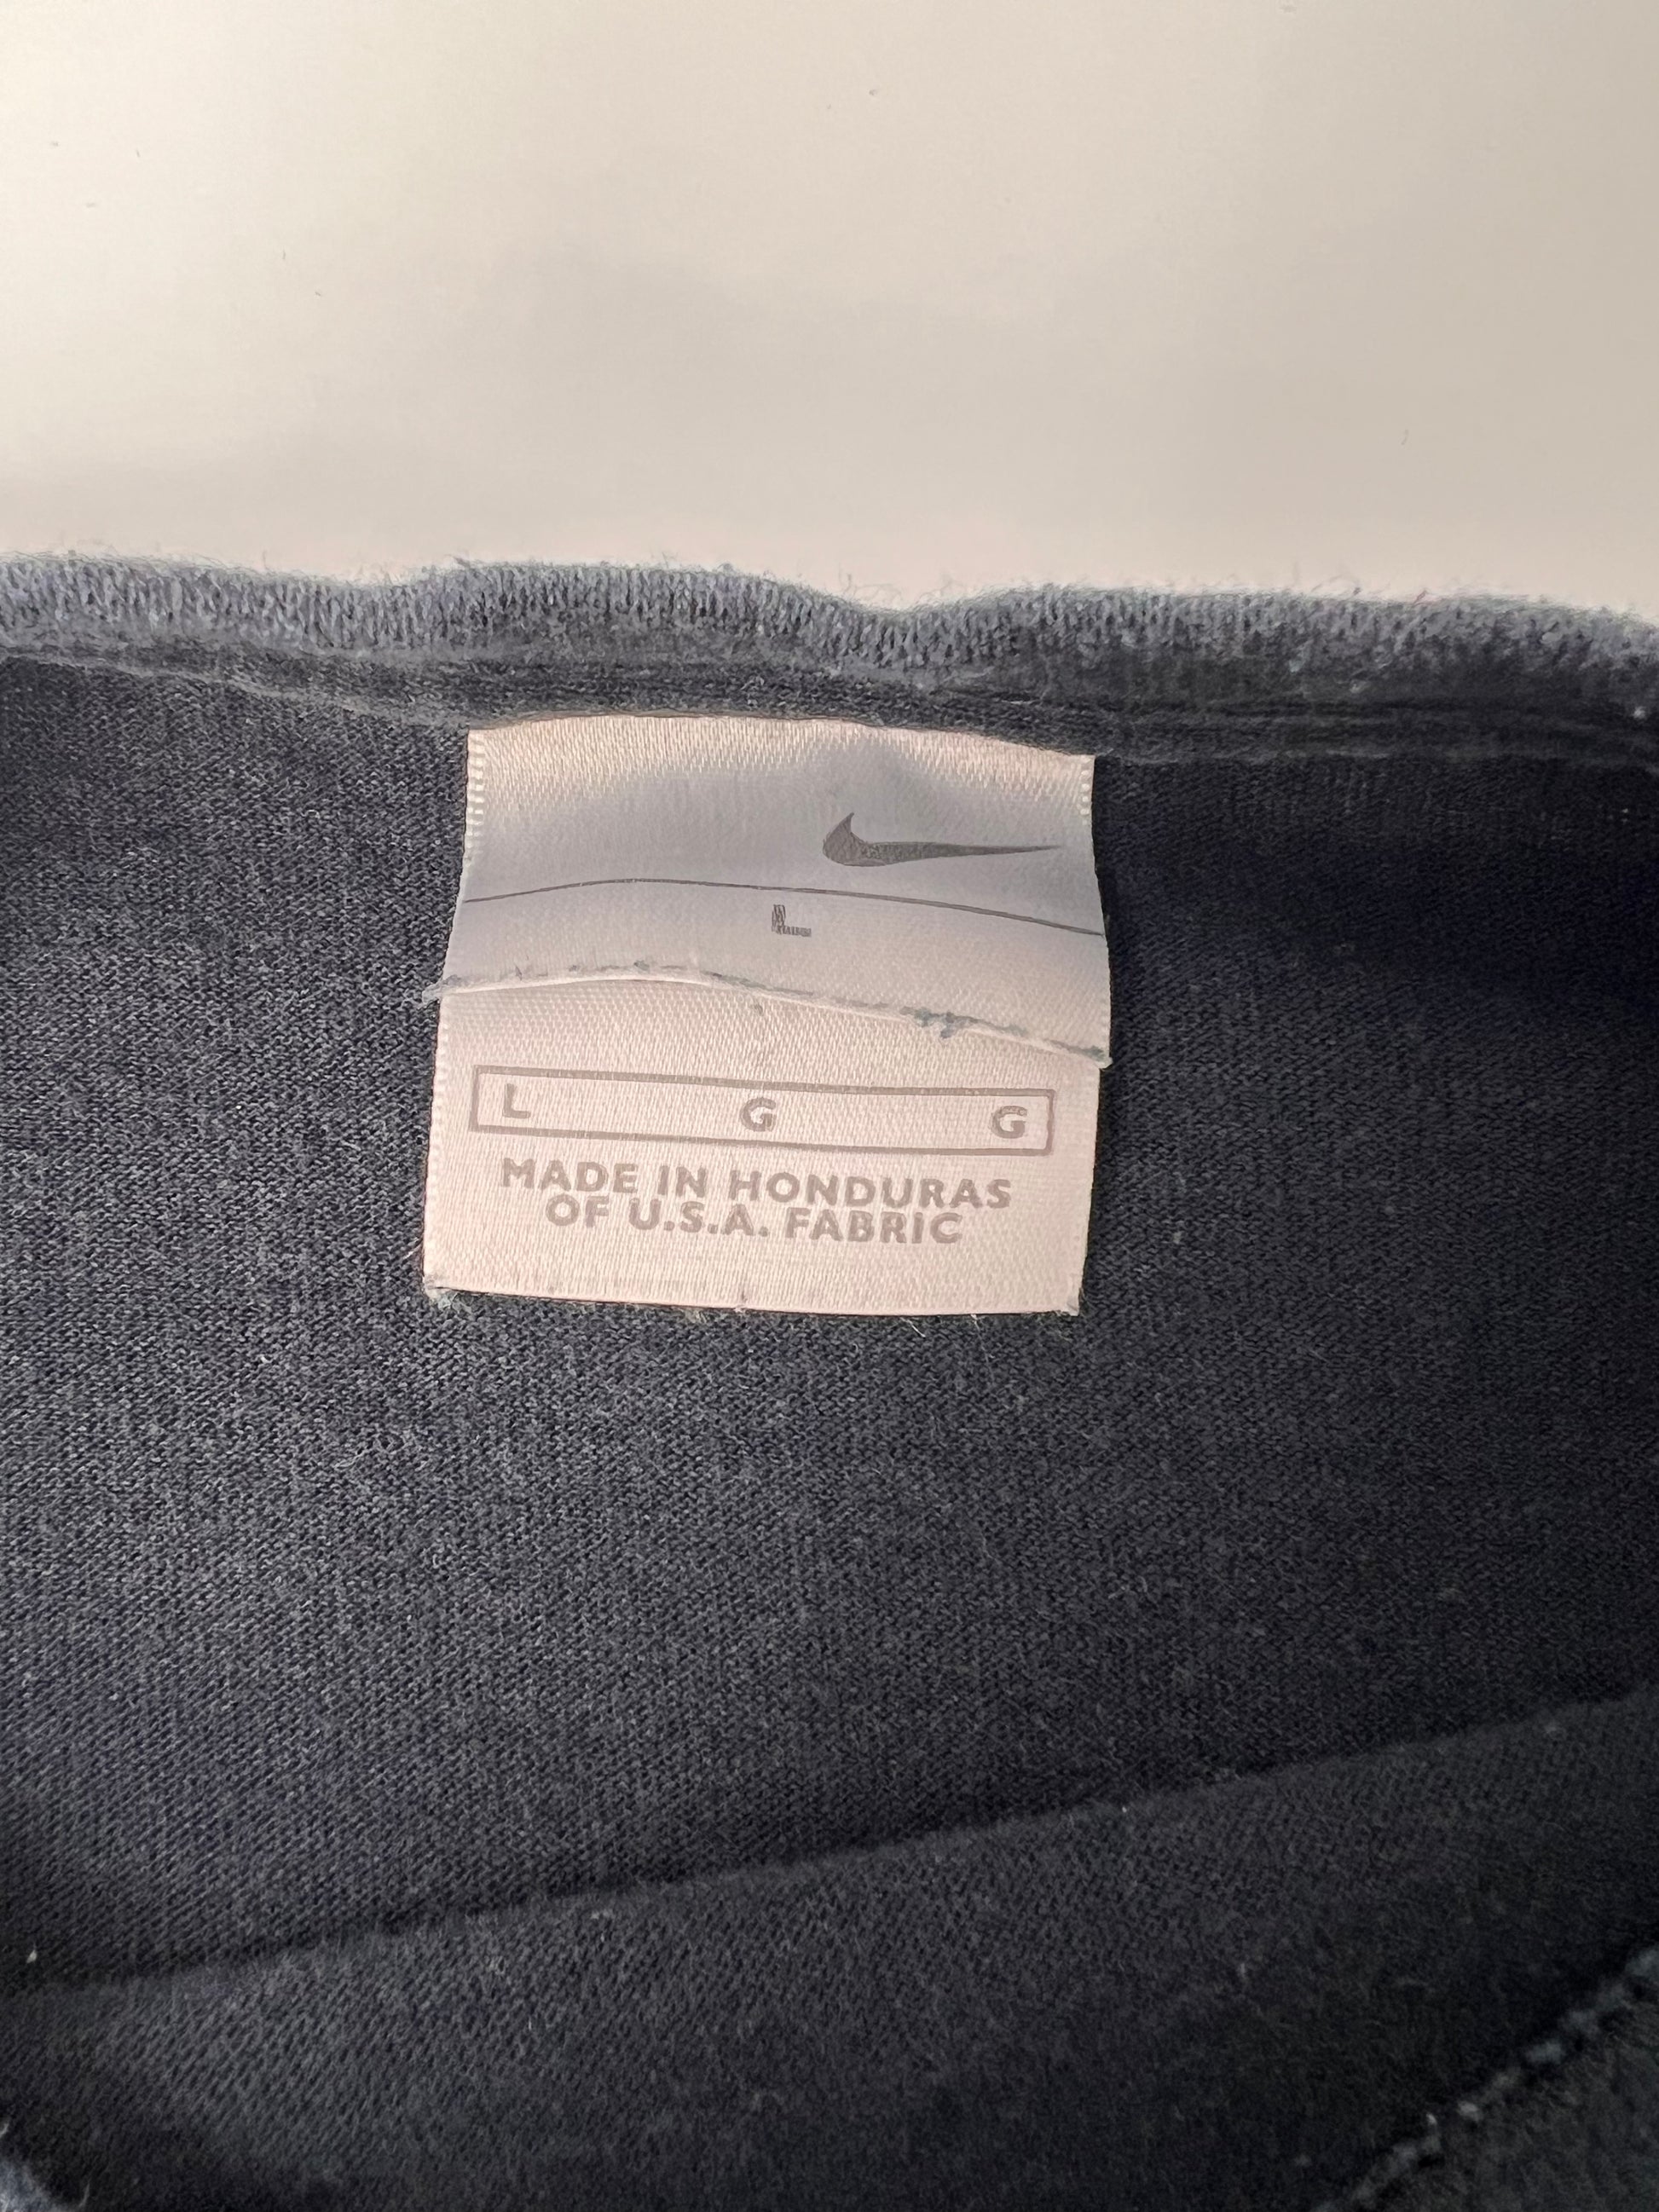 L
L G G
MADE IN HONDURAS
OF U.S.A. FABRIC